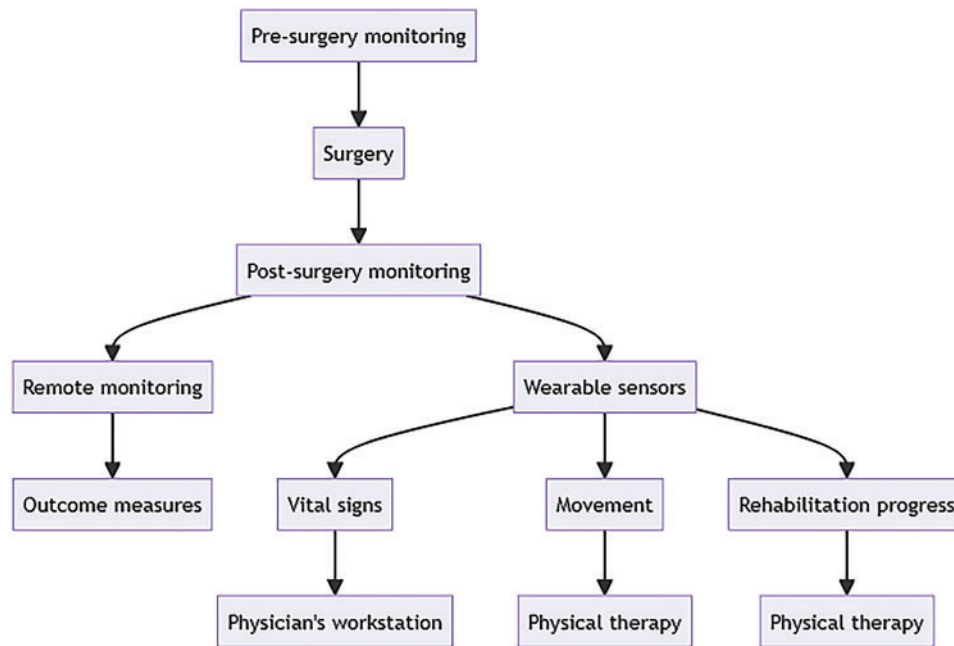 Pre-surgery monitoring
Surgery
Post-surgery monitoring
Remote monitoring
Wearable sensors
Outcome measures
Vital signs
Movement
Rehabilitation progress
Physician's workstation
Physical therapy
Physical therapy